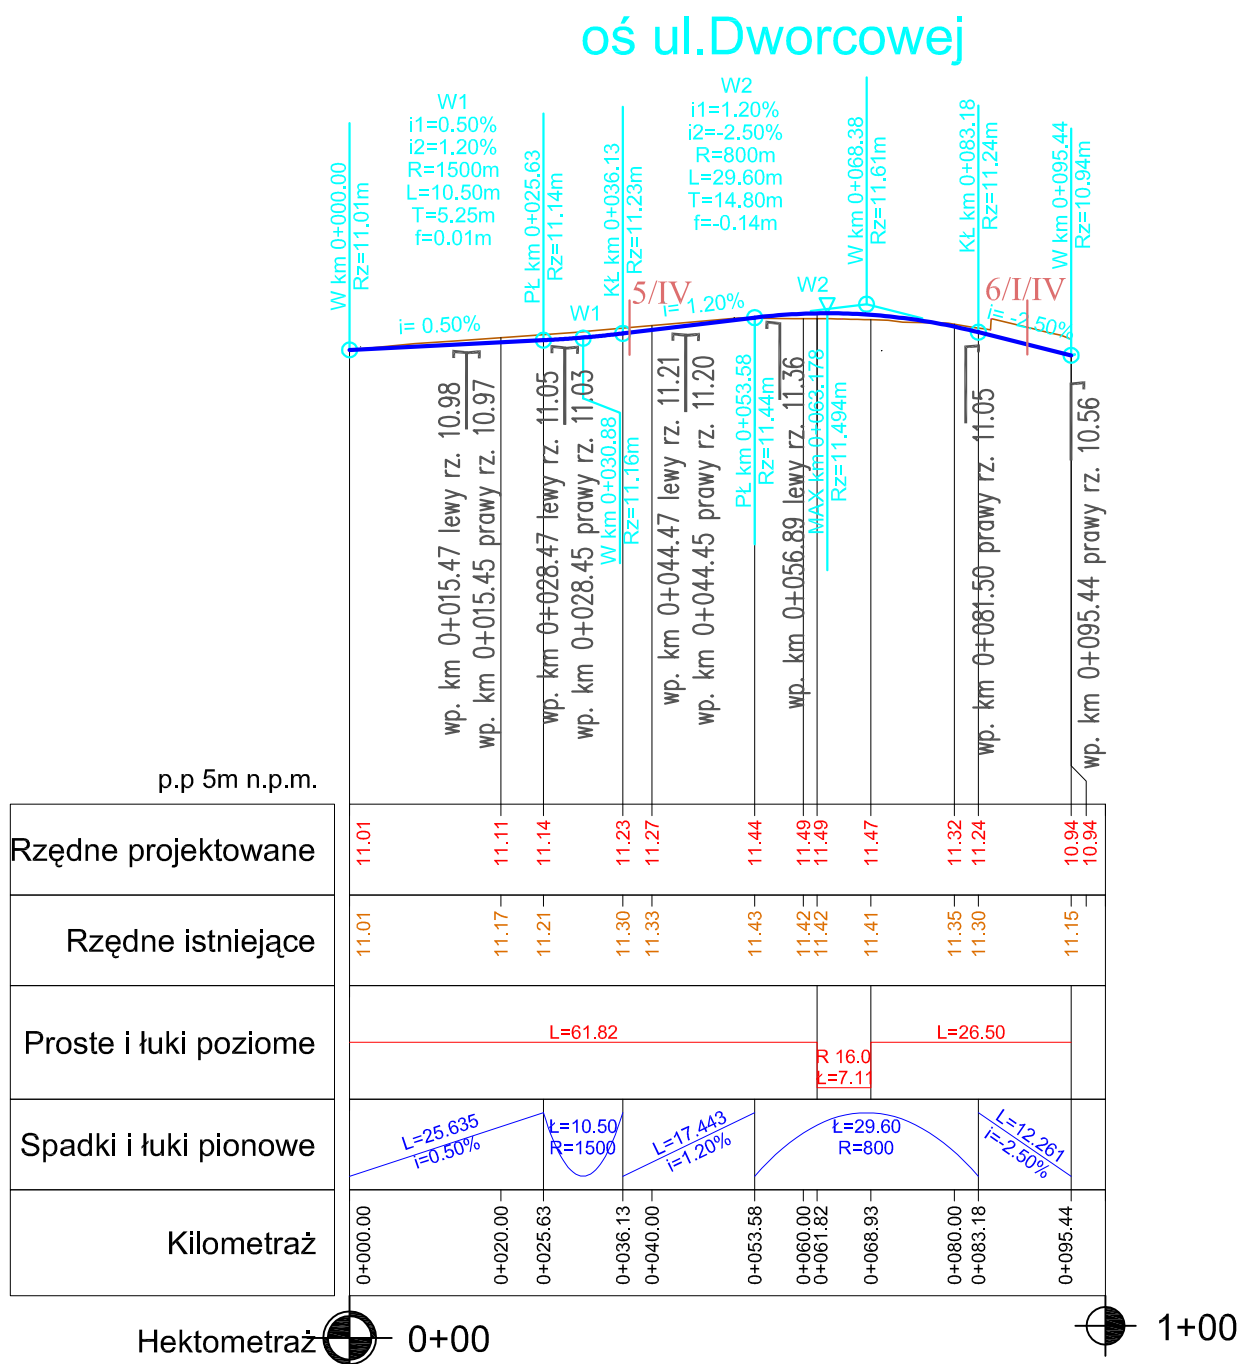 oś ul.Dworcowej
W1
i1=0.50%
i2=1.20%
R=1500m
L=10.50m
T=5.25m
f=0.01m
W2
i1=1.20%
i2=-2.50%
R=800m
L=29.60m
T=14.80m
f=-0.14m
W km 0+000.00
Rz=11.01m
PŁ km 0+025.63
Rz=11.14m
KŁ km 0+036.13
Rz=11.23m
W km 0+068.38
Rz=11.61m
KŁ km 0+083.18
Rz=11.24m
W km 0+095.44
Rz=10.94m
i= 0.50%
W1
5/IV
i= 1.20%
W2
6/I/IV
i= -2.50%
wp. km 0+015.47 lewy rz. 10.98
wp. km 0+015.45 prawy rz. 10.97
wp. km 0+028.47 lewy rz. 11.05
wp. km 0+028.45 prawy rz. 11.03
W km 0+030.88
Rz=11.16m
wp. km 0+044.47 lewy rz. 11.21
wp. km 0+044.45 prawy rz. 11.20
PŁ km 0+053.58
Rz=11.44m
wp. km 0+056.89 lewy rz. 11.36
MAX km 0+063.178
Rz=11.494m
wp. km 0+081.50 prawy rz. 11.05
wp. km 0+095.44 prawy rz. 10.56
p.p 5m n.p.m.
Rzędne projektowane
11.01 11.11 11.14 11.23 11.27 11.44 11.49 11.49 11.47 11.32 11.24 10.94 10.94
Rzędne istniejące
11.01 11.17 11.21 11.30 11.33 11.43 11.42 11.42 11.41 11.35 11.30 11.15
Proste i łuki poziome
L=61.82
R 16.0
Ł=7.11
L=26.50
Spadki i łuki pionowe
L=25.635
i=0.50%
Ł=10.50
R=1500
L=17.443
i=1.20%
Ł=29.60
R=800
L=12.261
i=-2.50%
Kilometraż
0+000.00 0+020.00 0+025.63 0+036.13 0+040.00 0+053.58 0+060.00 0+061.82 0+068.93 0+080.00 0+083.18 0+095.44
Hektometraż 0+00 1+00